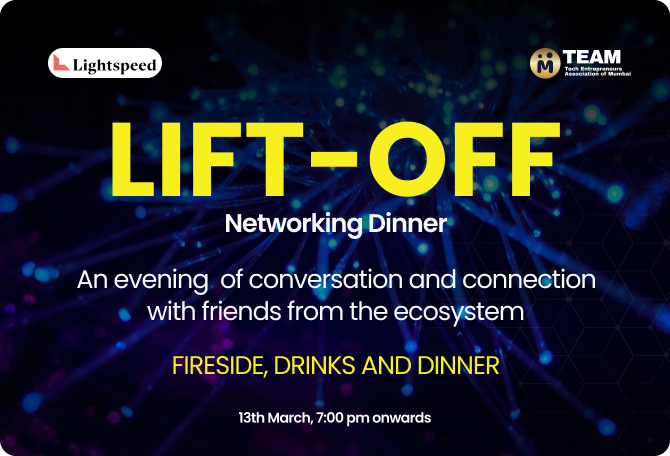 Lightspeed
TEAM
Tech Entrepreneurs
Association of Mumbai
LIFT-OFF
Networking Dinner
An evening of conversation and connection
with friends from the ecosystem
FIRESIDE, DRINKS AND DINNER
13th March, 7:00 pm onwards